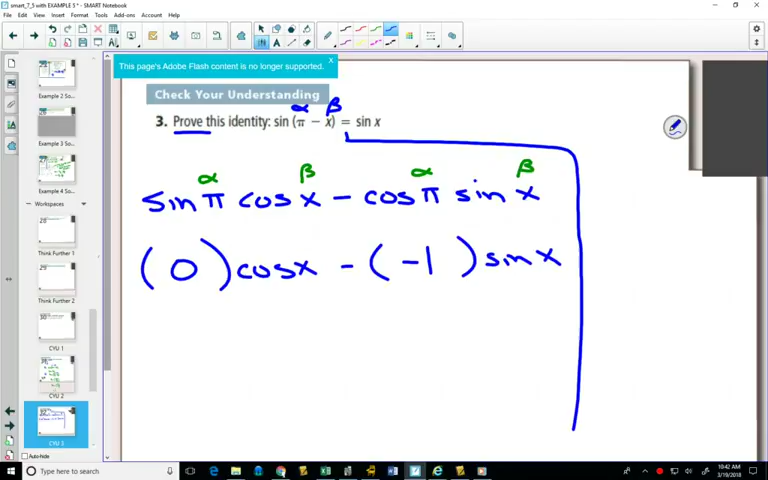 smart_7_5 with EXAMPLE 5 * - SMART Notebook
File Edit View Insert Format Tools Add-ons Account Help
This page's Adobe Flash content is no longer supported.
x
Check Your Understanding
α β
3. Prove this identity: sin (π − x) = sin x
α β α β
sin π cos x − cos π sin x
(0) cos x − (−1) sin x
Example 2 So...
Example 3 So...
Example 4 So...
Workspaces
28
Think Further 1
29
Think Further 2
30
CYU 1
CYU 2
CYU 3
Auto-hide
Type here to search
10:42 AM
3/19/2018